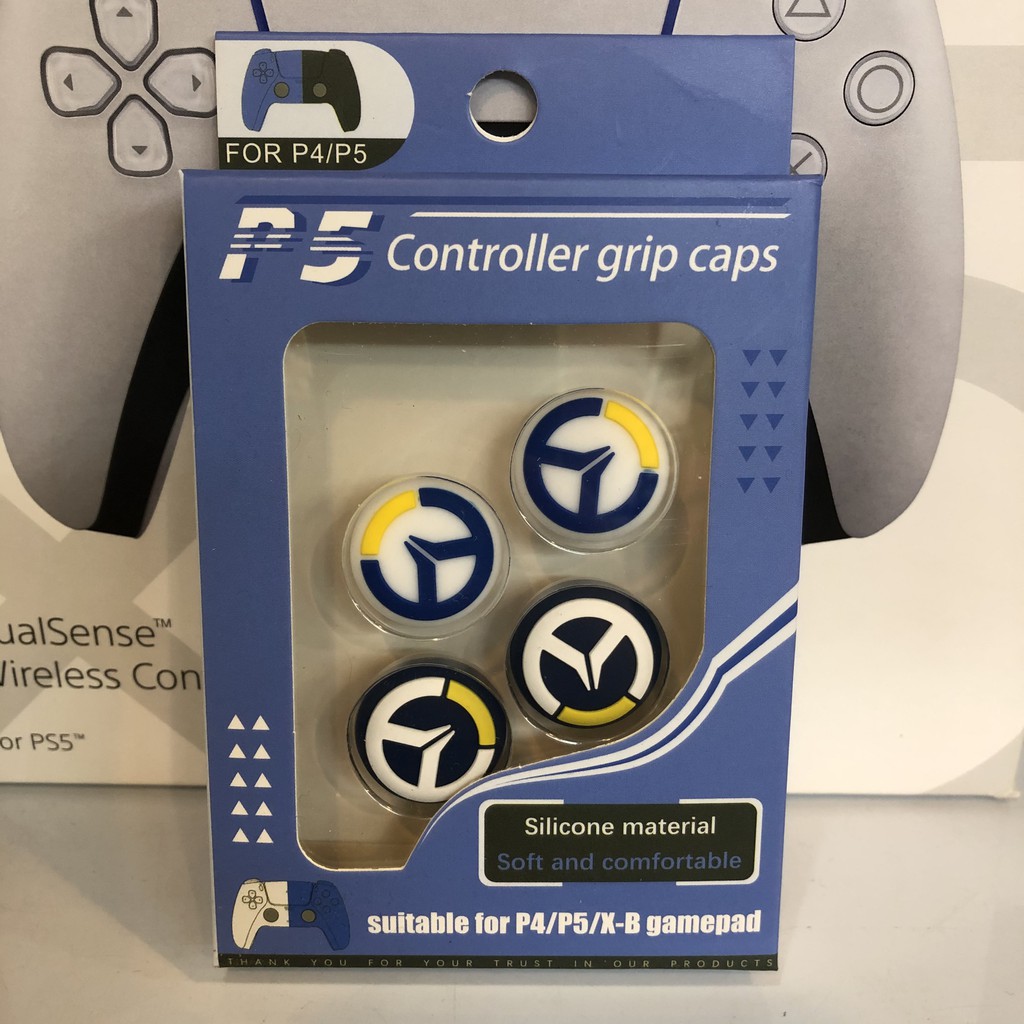 FOR P4/P5
P5 Controller grip caps
ualSense™
Wireless Con
or PS5™
Silicone material
Soft and comfortable
suitable for P4/P5/X-B gamepad
THANK YOU FOR YOUR TRUST IN OUR PRODUCTS